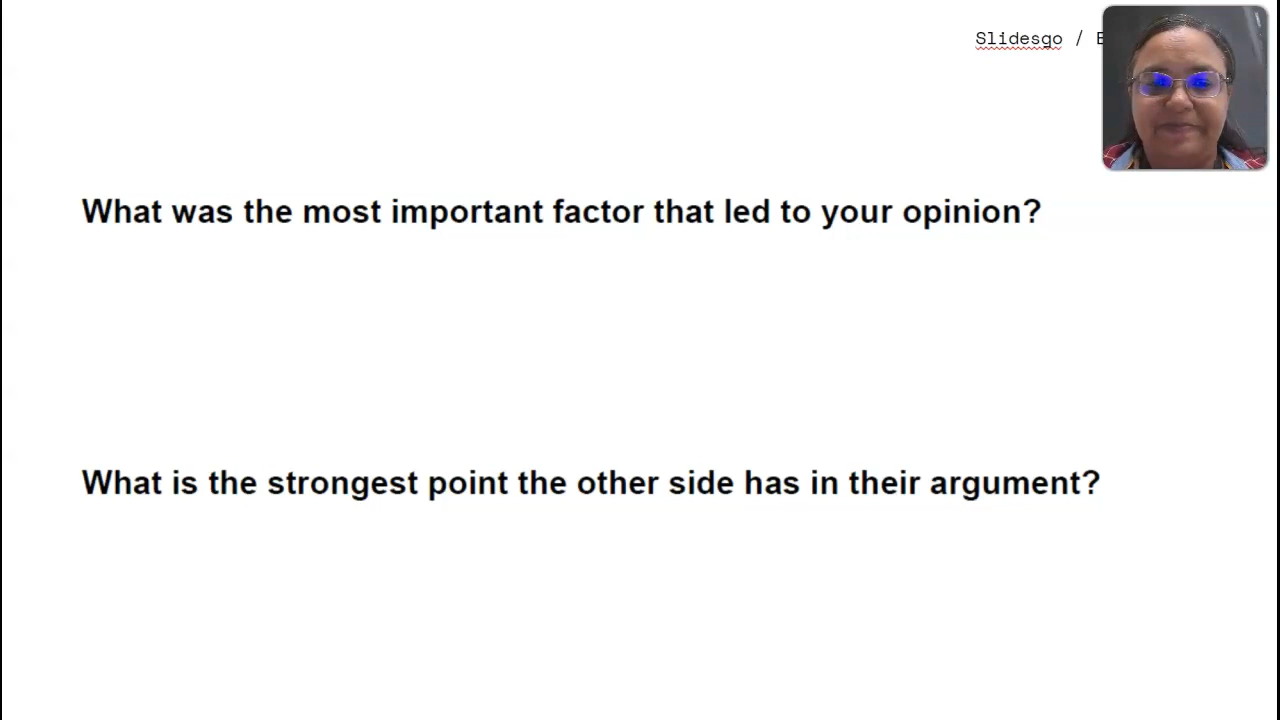 Slidesgo /
What was the most important factor that led to your opinion?
What is the strongest point the other side has in their argument?